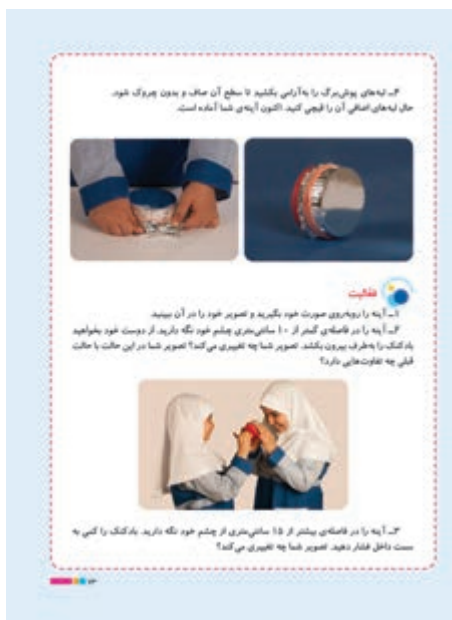 ۴ــ لبه‌های پوش‌برگ را به‌آرامی بکشید تا سطح آن صاف و بدون چروک شود.
حال لبه‌های اضافی آن را قیچی کنید. اکنون آینه‌ی شما آماده است.
فعالیت
۱ــ آینه را روبه‌روی صورت خود بگیرید و تصویر خود را در آن ببینید.
۲ــ آینه را در فاصله‌ی کمتر از ۱۰ سانتی‌متری چشم خود نگه دارید. از دوست خود بخواهید
بادکنک را به‌طرف بیرون بکشد. تصویر شما چه تغییری می‌کند؟ تصویر شما در این حالت با حالت
قبلی چه تفاوت‌هایی دارد؟
۳ــ آینه را در فاصله‌ی بیشتر از ۱۵ سانتی‌متری از چشم خود نگه دارید. بادکنک را کمی به
سمت داخل فشار دهید. تصویر شما چه تغییری می‌کند؟